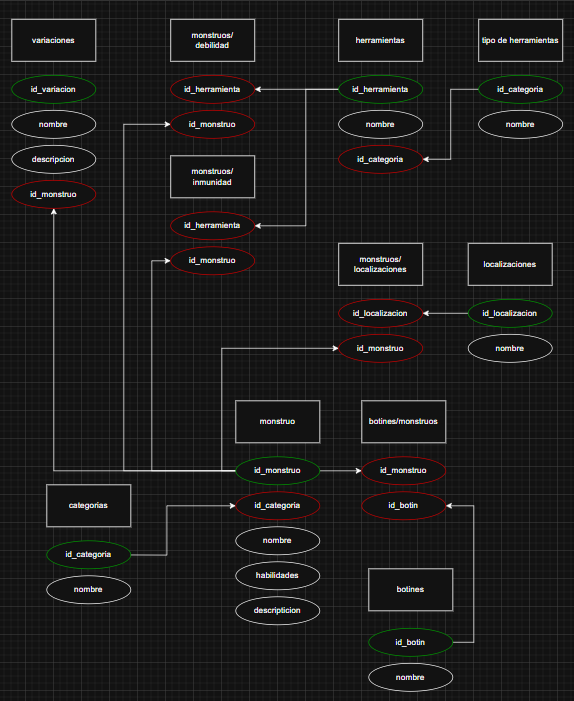 variaciones
id_variacion
nombre
descripcion
id_monstruo
monstruos/
debilidad
id_herramienta
id_monstruo
monstruos/
inmunidad
id_herramienta
id_monstruo
herramientas
id_herramienta
nombre
id_categoria
tipo de herramientas
id_categoria
nombre
monstruos/
localizaciones
id_localizacion
id_monstruo
localizaciones
id_localizacion
nombre
monstruo
id_monstruo
id_categoria
nombre
habilidades
descripticion
botines/monstruos
id_monstruo
id_botin
categorias
id_categoria
nombre
botines
id_botin
nombre